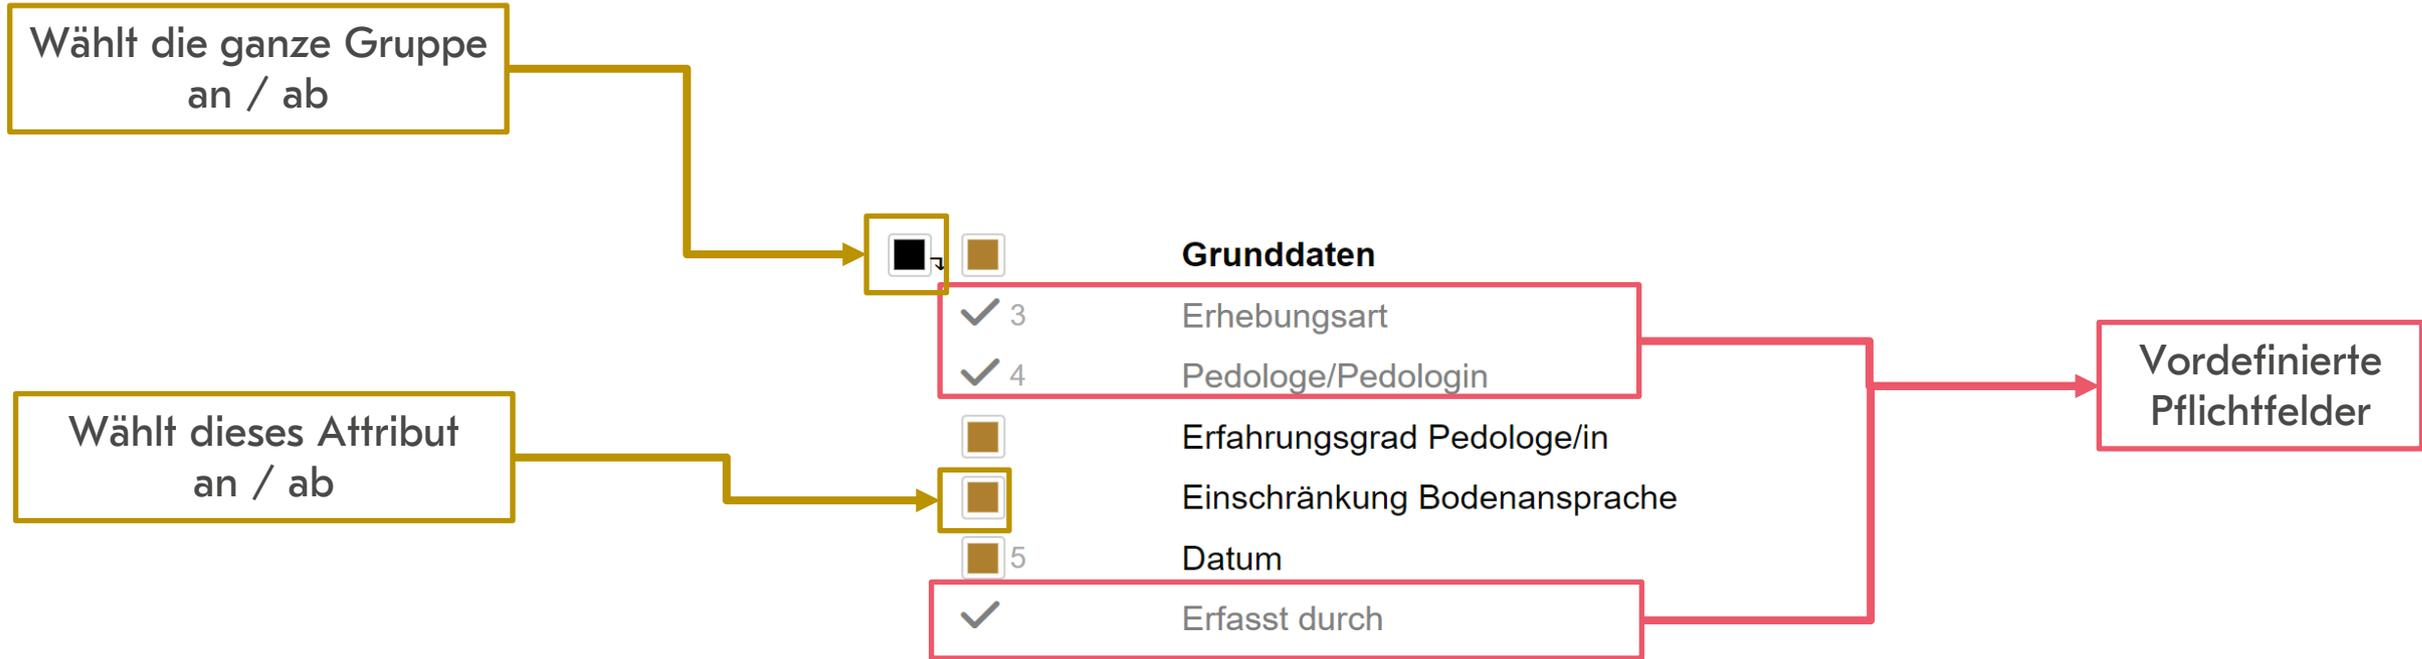 Wählt die ganze Gruppe
an / ab
Grunddaten
3 Erhebungsart
4 Pedologe/Pedologin
Vordefinierte
Pflichtfelder
Wählt dieses Attribut
an / ab
Erfahrungsgrad Pedologe/in
Einschränkung Bodenansprache
5 Datum
Erfasst durch